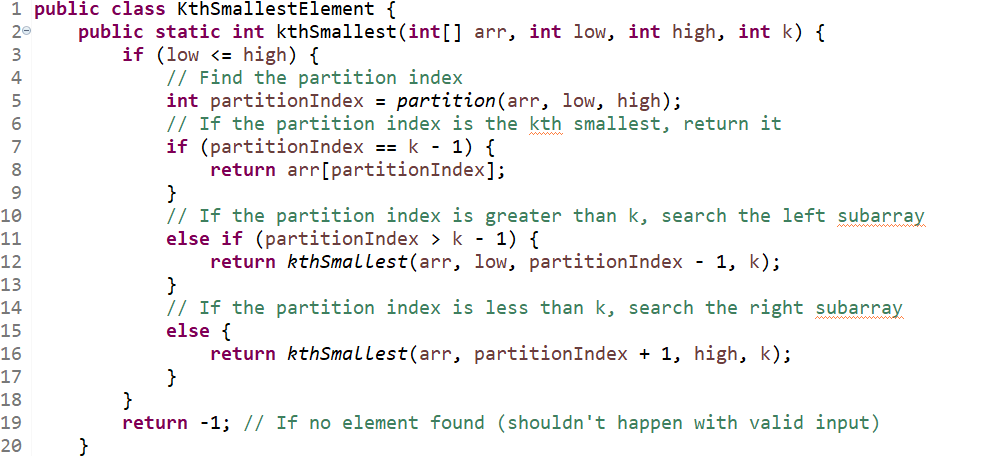 1 public class KthSmallestElement {
2 public static int kthSmallest(int[] arr, int low, int high, int k) {
3 if (low <= high) {
4 // Find the partition index
5 int partitionIndex = partition(arr, low, high);
6 // If the partition index is the kth smallest, return it
7 if (partitionIndex == k - 1) {
8 return arr[partitionIndex];
9 }
10 // If the partition index is greater than k, search the left subarray
11 else if (partitionIndex > k - 1) {
12 return kthSmallest(arr, low, partitionIndex - 1, k);
13 }
14 // If the partition index is less than k, search the right subarray
15 else {
16 return kthSmallest(arr, partitionIndex + 1, high, k);
17 }
18 }
19 return -1; // If no element found (shouldn't happen with valid input)
20 }